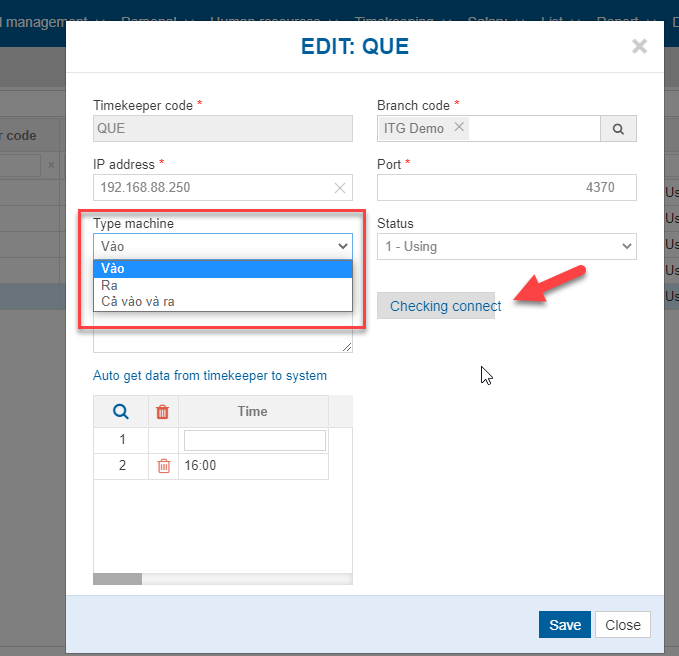 l management Personal Human resources Timekeeping Salary List Report D
EDIT: QUE
r code
Timekeeper code *
Branch code *
QUE
ITG Demo
IP address *
Port *
192.168.88.250
4370
Us
Type machine
Status
Us
Vào
1 - Using
Us
Vào
Us
Ra
Us
Cả vào và ra
Checking connect
Auto get data from timekeeper to system
Time
1
2 16:00
Save Close